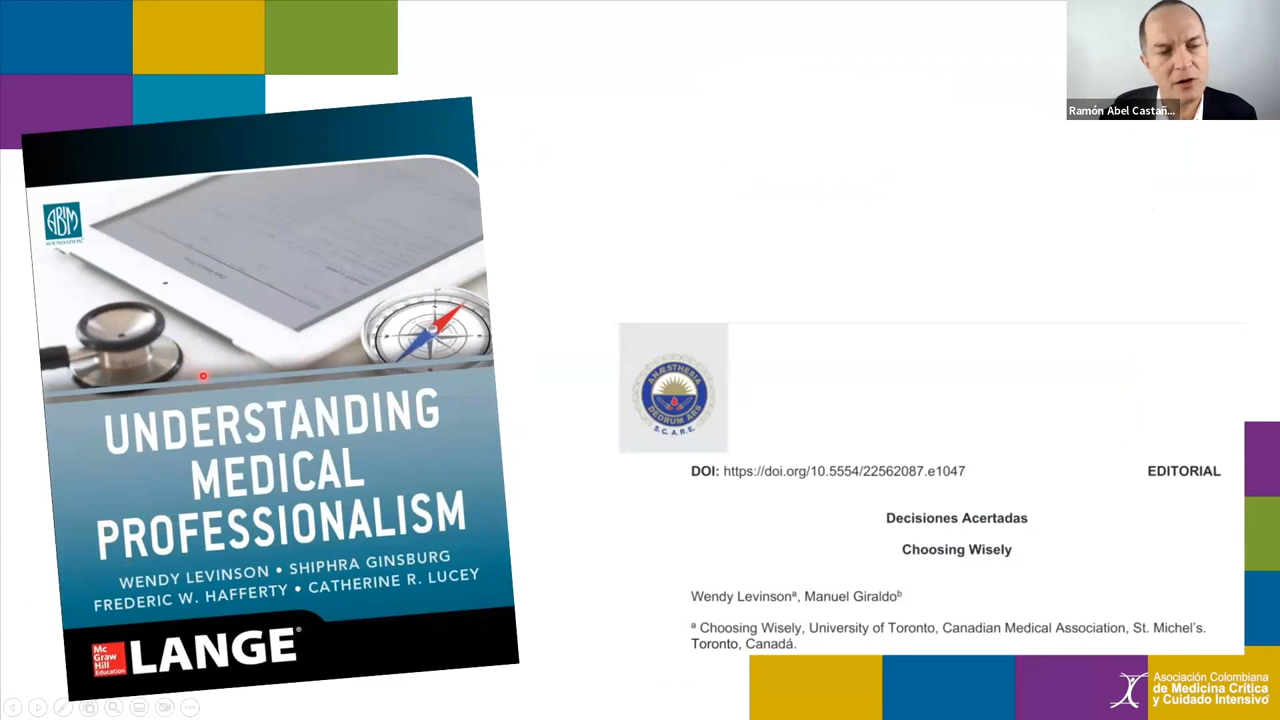 Ramón Abel Castañ...
ABIM
FOUNDATION
UNDERSTANDING
MEDICAL
PROFESSIONALISM
WENDY LEVINSON • SHIPHRA GINSBURG
FREDERIC W. HAFFERTY • CATHERINE R. LUCEY
Mc
Graw
Hill
Education
LANGE®
ANÆSTHESIA
DEORUM ARS
S.C.A.R.E.
DOI: https://doi.org/10.5554/22562087.e1047
EDITORIAL
Decisiones Acertadas
Choosing Wisely
Wendy Levinsonᵃ, Manuel Giraldoᵇ
ᵃ Choosing Wisely, University of Toronto, Canadian Medical Association, St. Michel's.
Toronto, Canadá.
Asociación Colombiana
de Medicina Crítica
y Cuidado Intensivo